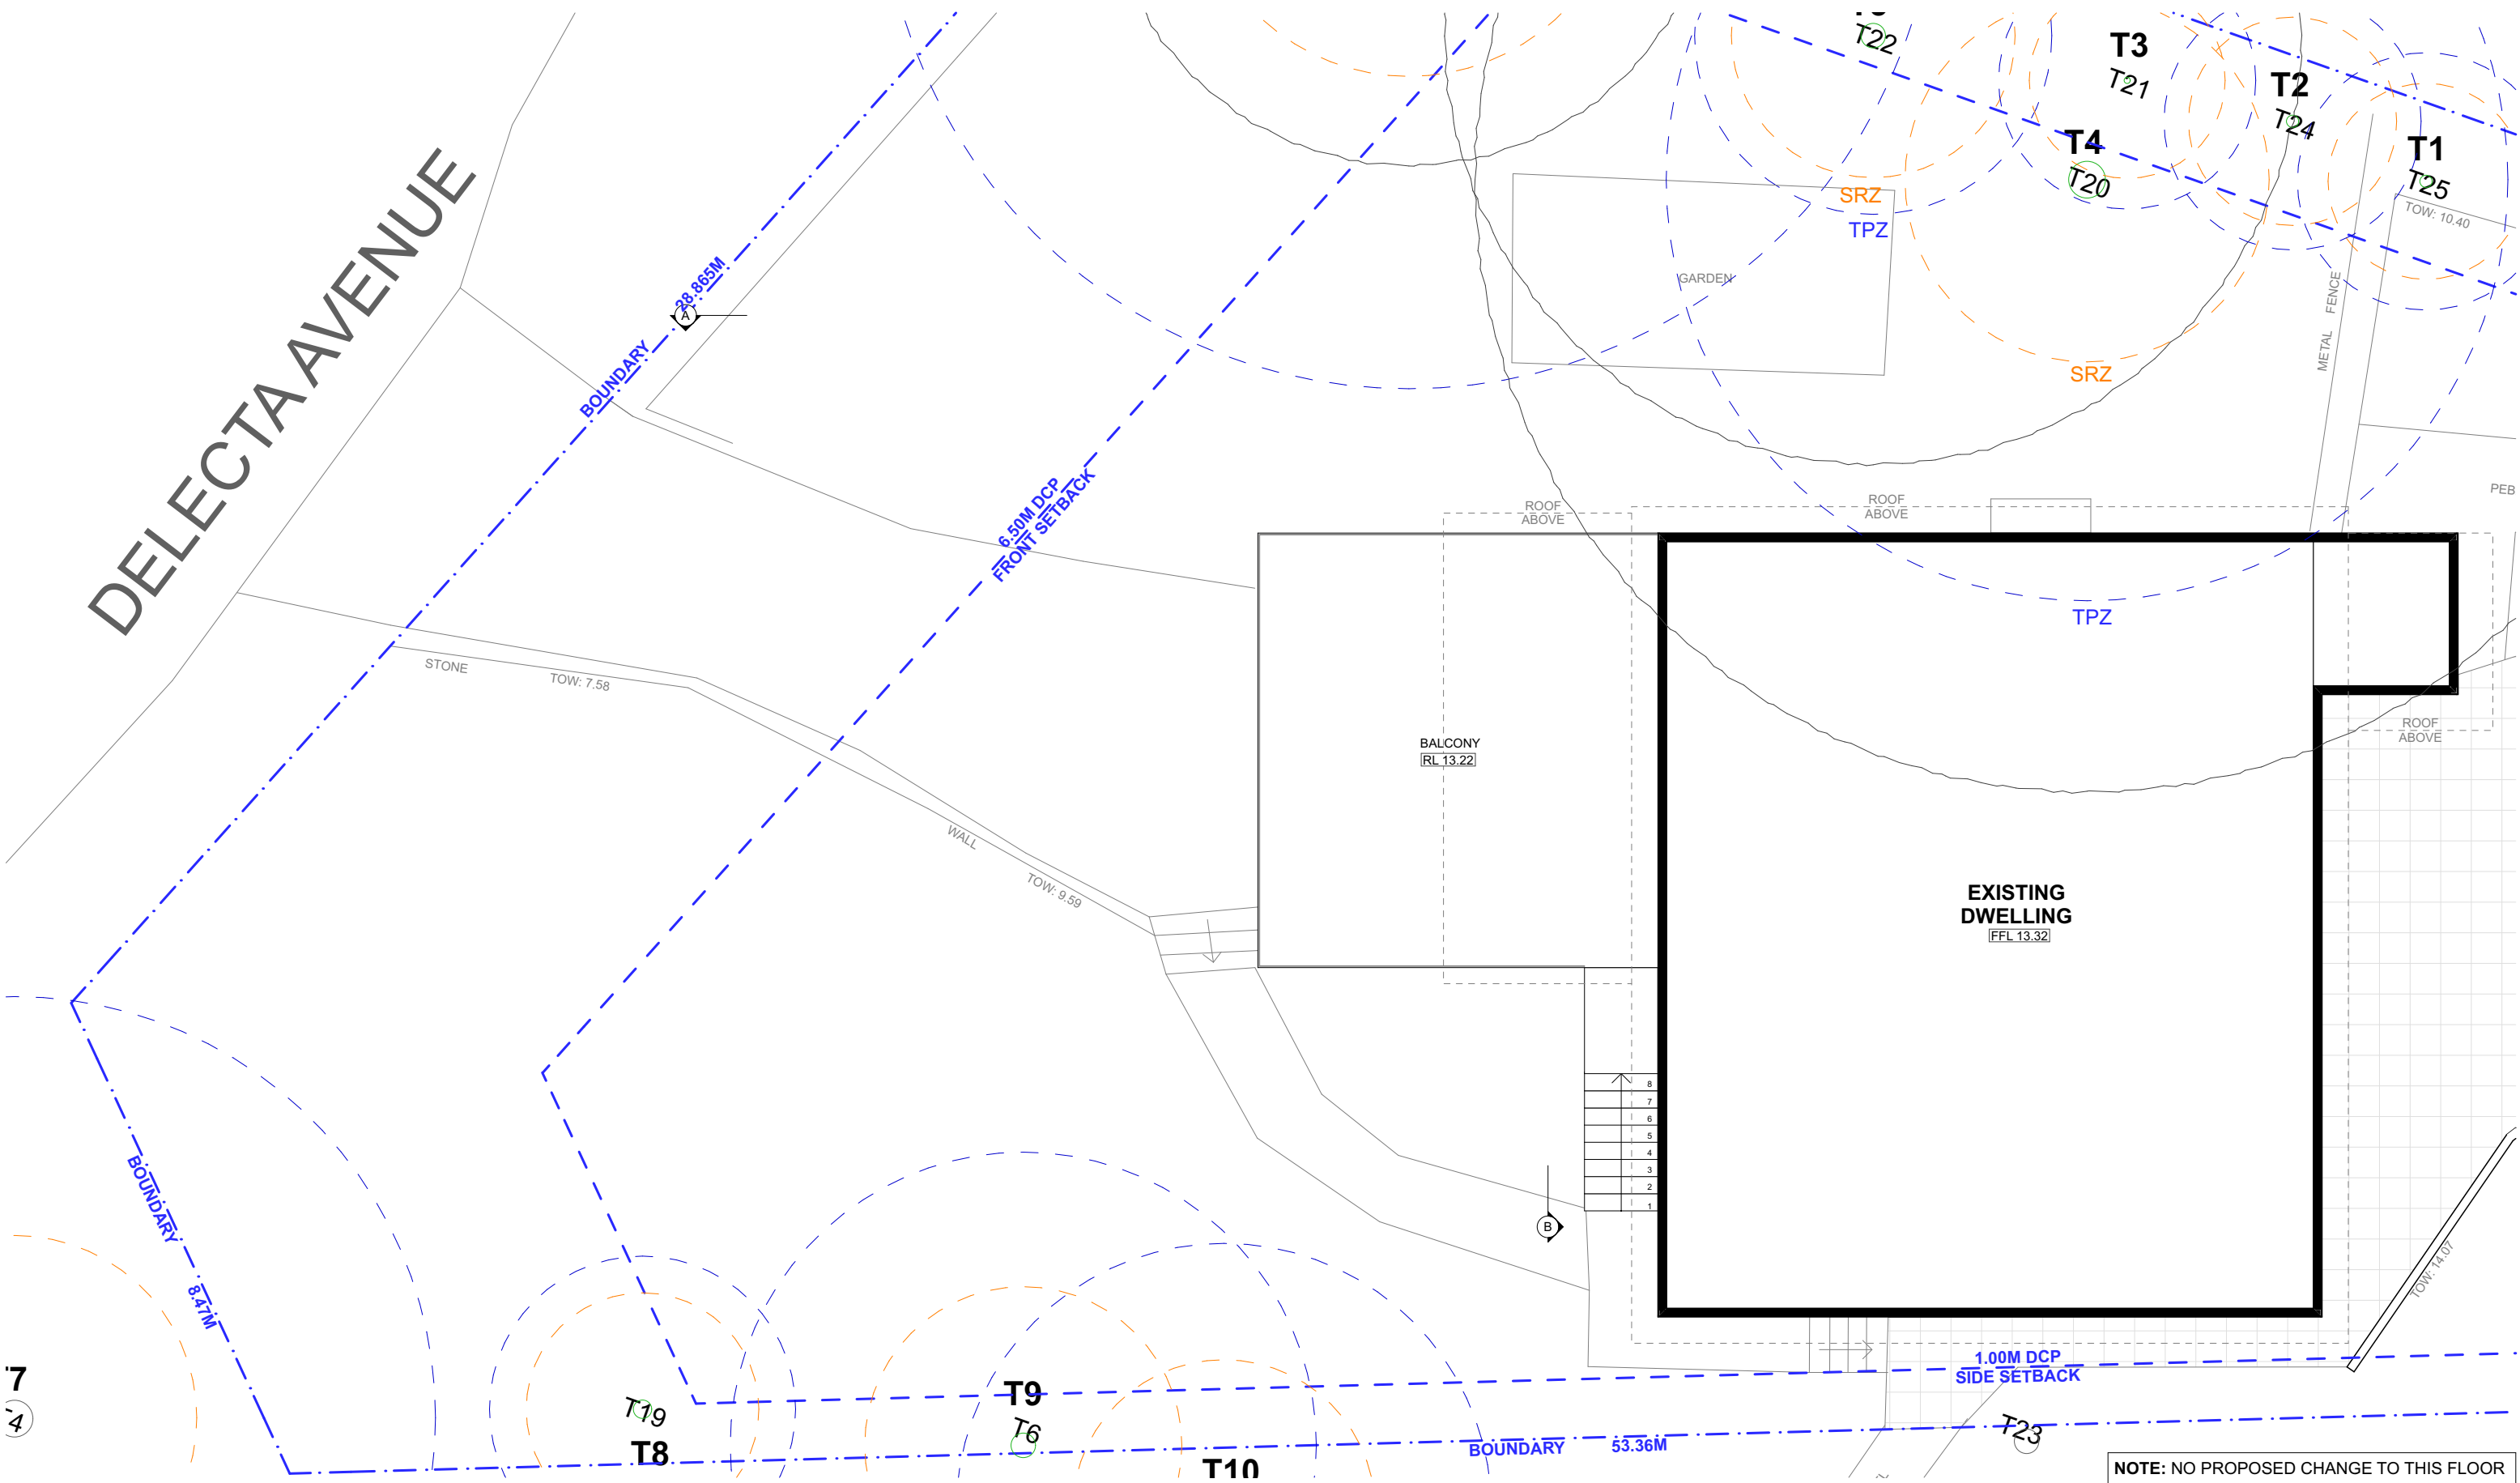 T22
T3
T21
T2
T24
T4
T20
T1
T25
TOW: 10.40
SRZ
TPZ
GARDEN
METAL FENCE
SRZ
DELECTA AVENUE
28.865M
A
BOUNDARY
6.50M DCP
FRONT SETBACK
ROOF
ABOVE
ROOF
ABOVE
PEB
TPZ
STONE
TOW: 7.58
WALL
TOW: 9.59
BALCONY
RL 13.22
ROOF
ABOVE
EXISTING
DWELLING
FFL 13.32
8
7
6
5
4
3
2
1
B
BOUNDARY
8.47M
TOW: 14.07
1.00M DCP
SIDE SETBACK
T19
T8
T9
T6
T10
BOUNDARY 53.36M
T23
NOTE: NO PROPOSED CHANGE TO THIS FLOOR